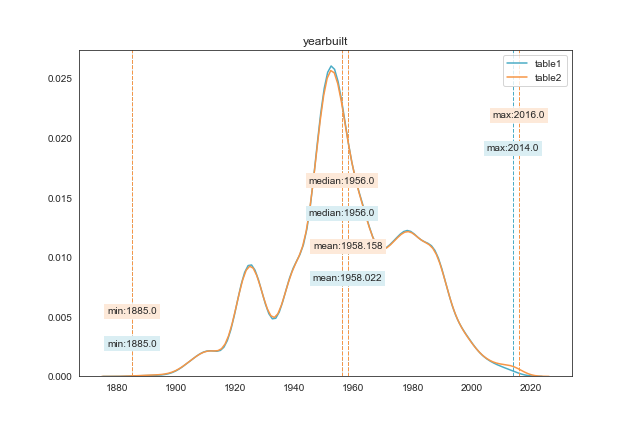 yearbuilt
table1
table2
0.025
0.020
0.015
0.010
0.005
0.000
max:2016.0
max:2014.0
median:1956.0
median:1956.0
mean:1958.158
mean:1958.022
min:1885.0
min:1885.0
1880 1900 1920 1940 1960 1980 2000 2020